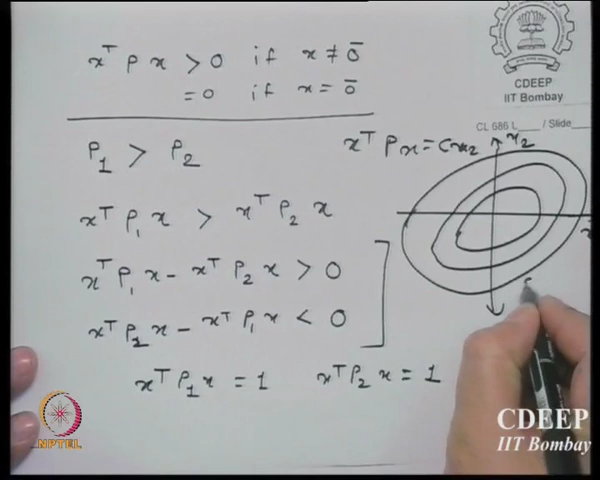 xᵀ P x > 0 if x ≠ 0̄
= 0 if x = 0̄
CDEEP
IIT Bombay
CL 686 L___ / Slide___
P₁ > P₂
xᵀ P x = C
x₂
xᵀ P₁ x > xᵀ P₂ x
xᵀ P₁ x - xᵀ P₂ x > 0
xᵀ P₂ x - xᵀ P₁ x < 0
xᵀ P₁ x = 1 xᵀ P₂ x = 1
NPTEL
CDEEP
IIT Bombay